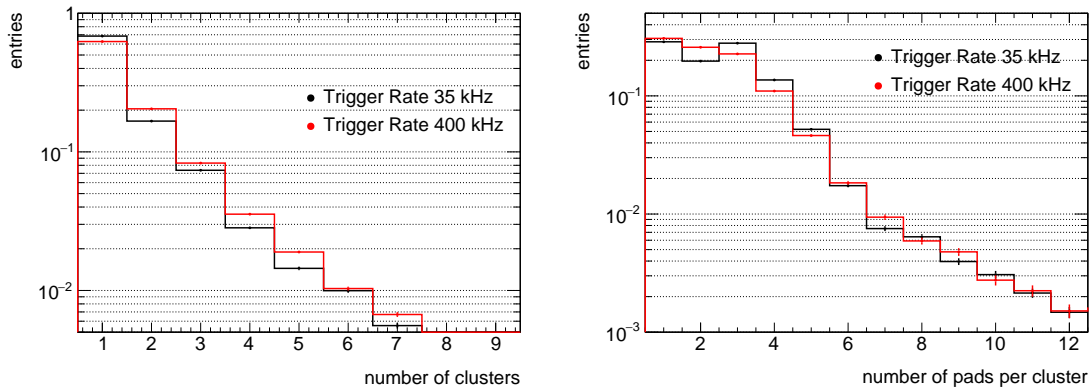 entries
1
10⁻¹
10⁻²
Trigger Rate 35 kHz
Trigger Rate 400 kHz
1 2 3 4 5 6 7 8 9
number of clusters
entries
10⁻¹
10⁻²
10⁻³
Trigger Rate 35 kHz
Trigger Rate 400 kHz
2 4 6 8 10 12
number of pads per cluster